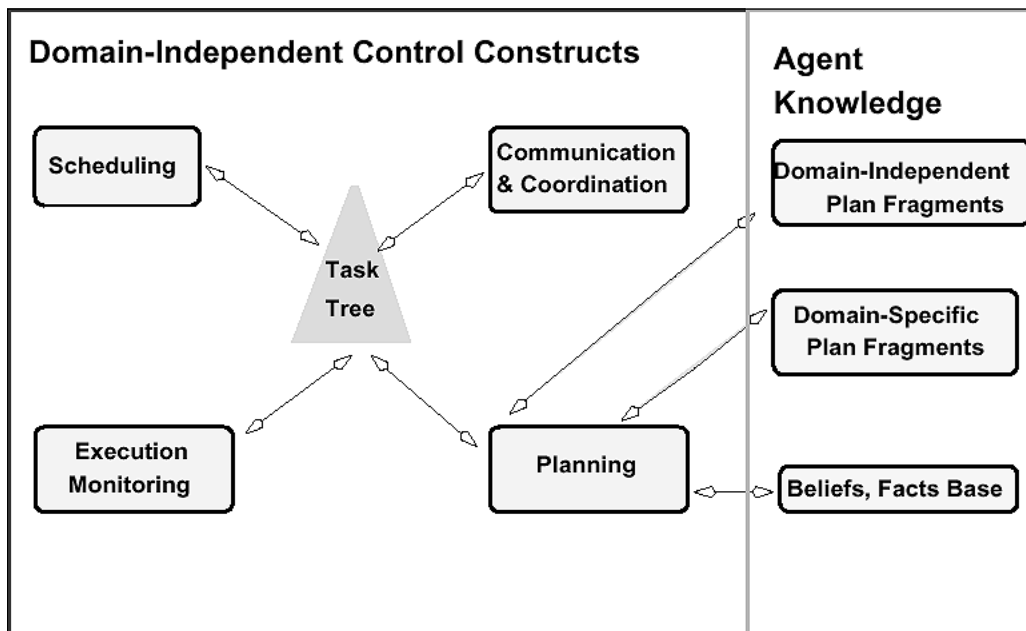 Domain-Independent Control Constructs
Agent
Knowledge
Scheduling
Communication
& Coordination
Domain-Independent
Plan Fragments
Task
Tree
Domain-Specific
Plan Fragments
Execution
Monitoring
Planning
Beliefs, Facts Base